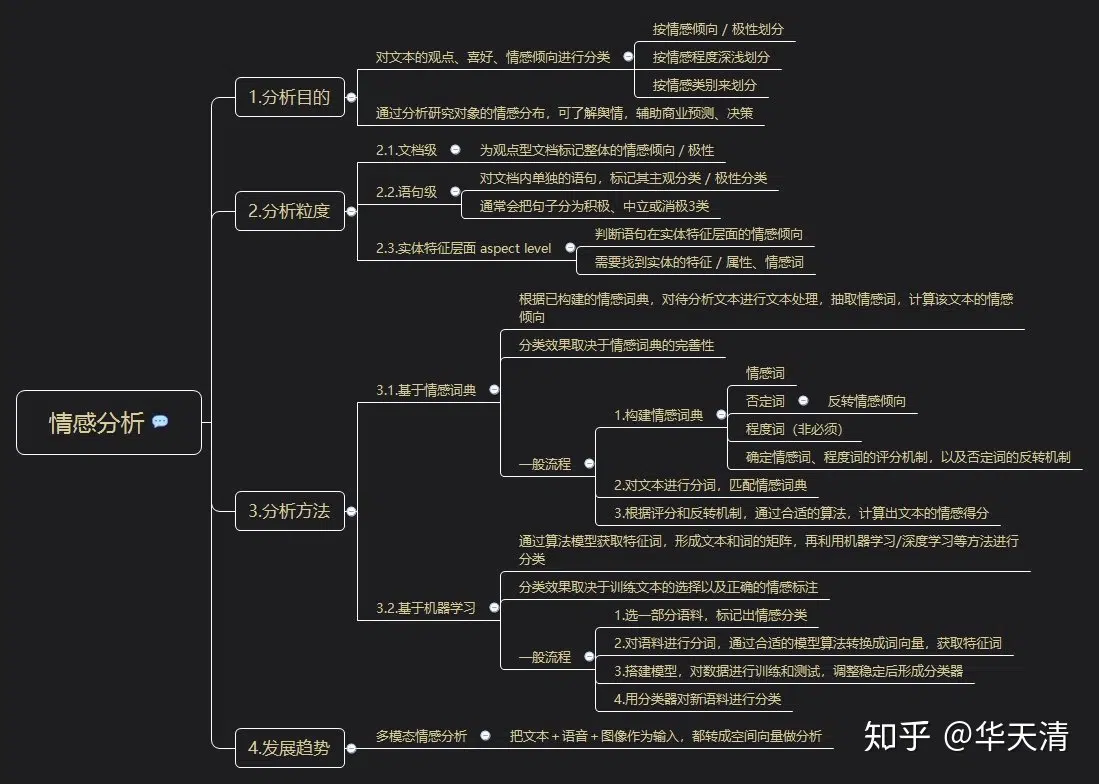 情感分析
1.分析目的
对文本的观点、喜好、情感倾向进行分类
按情感倾向 / 极性划分
按情感程度深浅划分
按情感类别来划分
通过分析研究对象的情感分布，可了解舆情，辅助商业预测、决策
2.分析粒度
2.1.文档级
为观点型文档标记整体的情感倾向 / 极性
2.2.语句级
对文档内单独的语句，标记其主观分类 / 极性分类
通常会把句子分为积极、中立或消极3类
2.3.实体特征层面 aspect level
判断语句在实体特征层面的情感倾向
需要找到实体的特征 / 属性、情感词
3.分析方法
3.1.基于情感词典
根据已构建的情感词典，对待分析文本进行文本处理，抽取情感词，计算该文本的情感
倾向
分类效果取决于情感词典的完善性
一般流程
1.构建情感词典
情感词
否定词
反转情感倾向
程度词（非必须）
确定情感词、程度词的评分机制，以及否定词的反转机制
2.对文本进行分词，匹配情感词典
3.根据评分和反转机制，通过合适的算法，计算出文本的情感得分
3.2.基于机器学习
通过算法模型获取特征词，形成文本和词的矩阵，再利用机器学习/深度学习等方法进行
分类
分类效果取决于训练文本的选择以及正确的情感标注
一般流程
1.选一部分语料，标记出情感分类
2.对语料进行分词，通过合适的模型算法转换成词向量，获取特征词
3.搭建模型，对数据进行训练和测试，调整稳定后形成分类器
4.用分类器对新语料进行分类
4.发展趋势
多模态情感分析
把文本＋语音＋图像作为输入，都转成空间向量做分析
知乎 @华天清